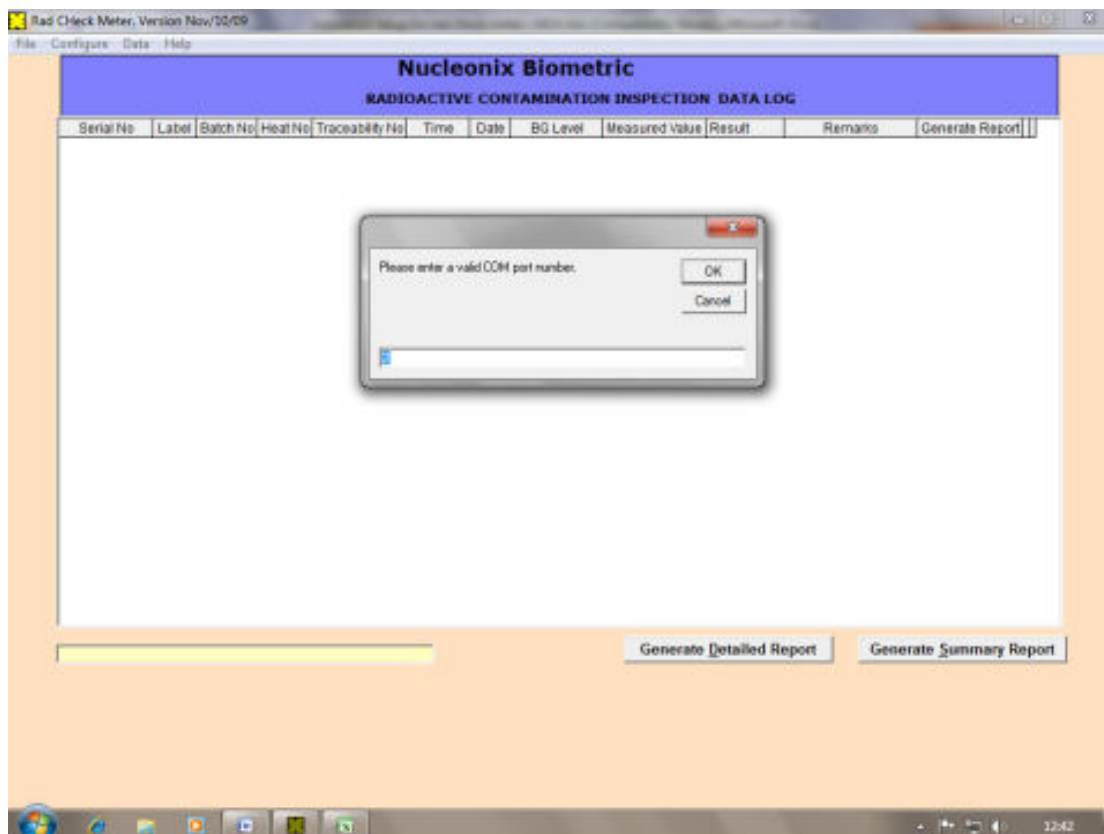 Rad CHeck Meter. Version Nov/10/09
File Configure Data Help
Nucleonix Biometric
RADIOACTIVE CONTAMINATION INSPECTION DATA LOG
Serial No Label Batch No Heat No Traceability No Time Date BG Level Measured Value Result Remarks Generate Report
Please enter a valid COM port number.
OK
Cancel
Generate Detailed Report Generate Summary Report
12:42